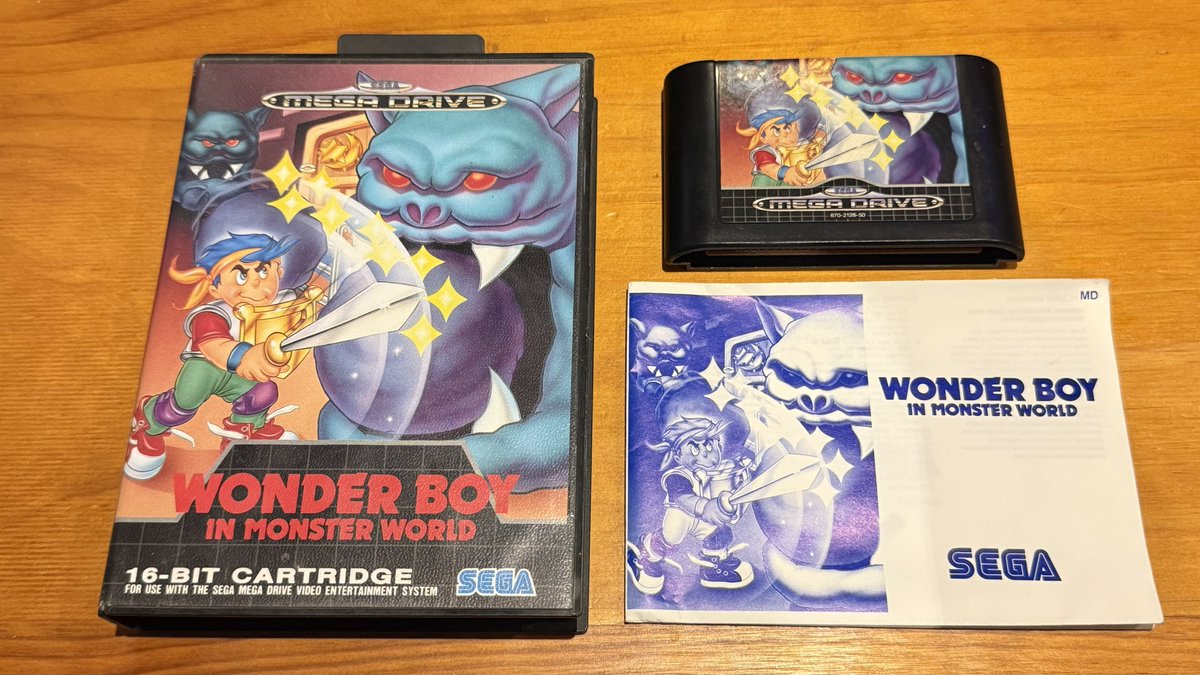 SEGA
MEGA DRIVE
WONDER BOY
IN MONSTER WORLD
16-BIT CARTRIDGE
FOR USE WITH THE SEGA MEGA DRIVE VIDEO ENTERTAINMENT SYSTEM
SEGA
SEGA
MEGA DRIVE
670-2128-50
MD
WONDER BOY
IN MONSTER WORLD
SEGA